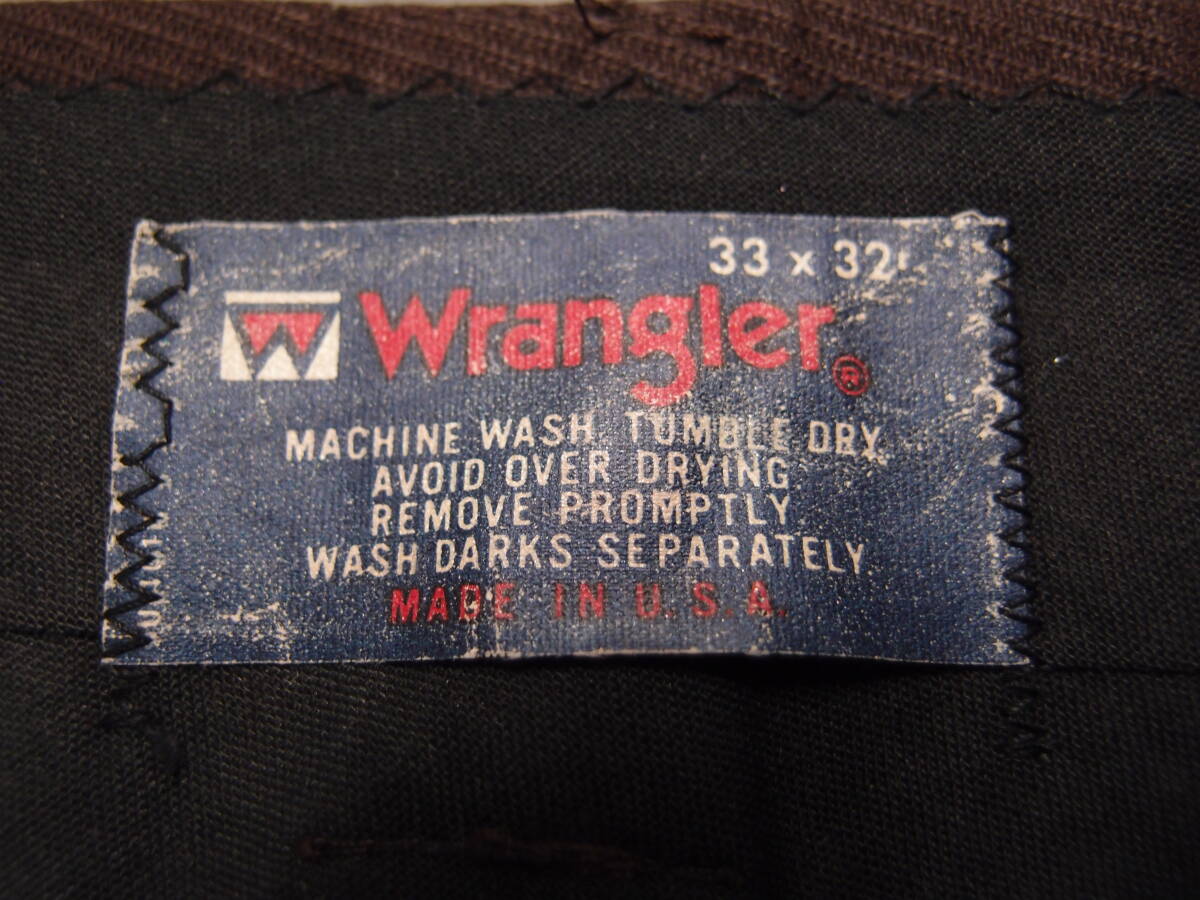 33 x 32
W Wrangler®
MACHINE WASH TUMBLE DRY
AVOID OVER DRYING
REMOVE PROMPTLY
WASH DARKS SEPARATELY
MADE IN U.S.A.